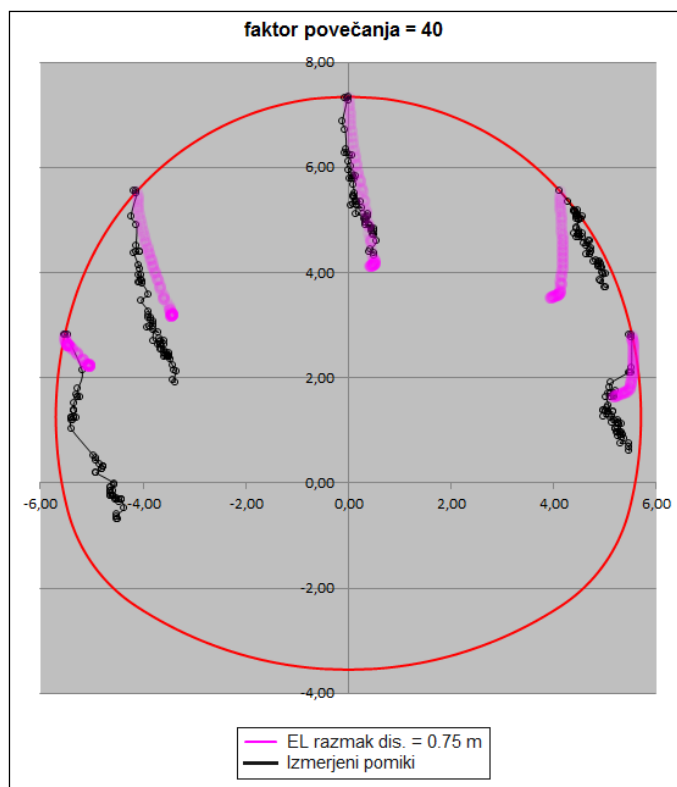 faktor povečanja = 40
8,00
6,00
4,00
2,00
0,00
-6,00 -4,00 -2,00 0,00 2,00 4,00 6,00
-2,00
-4,00
EL razmak dis. = 0.75 m
Izmerjeni pomiki